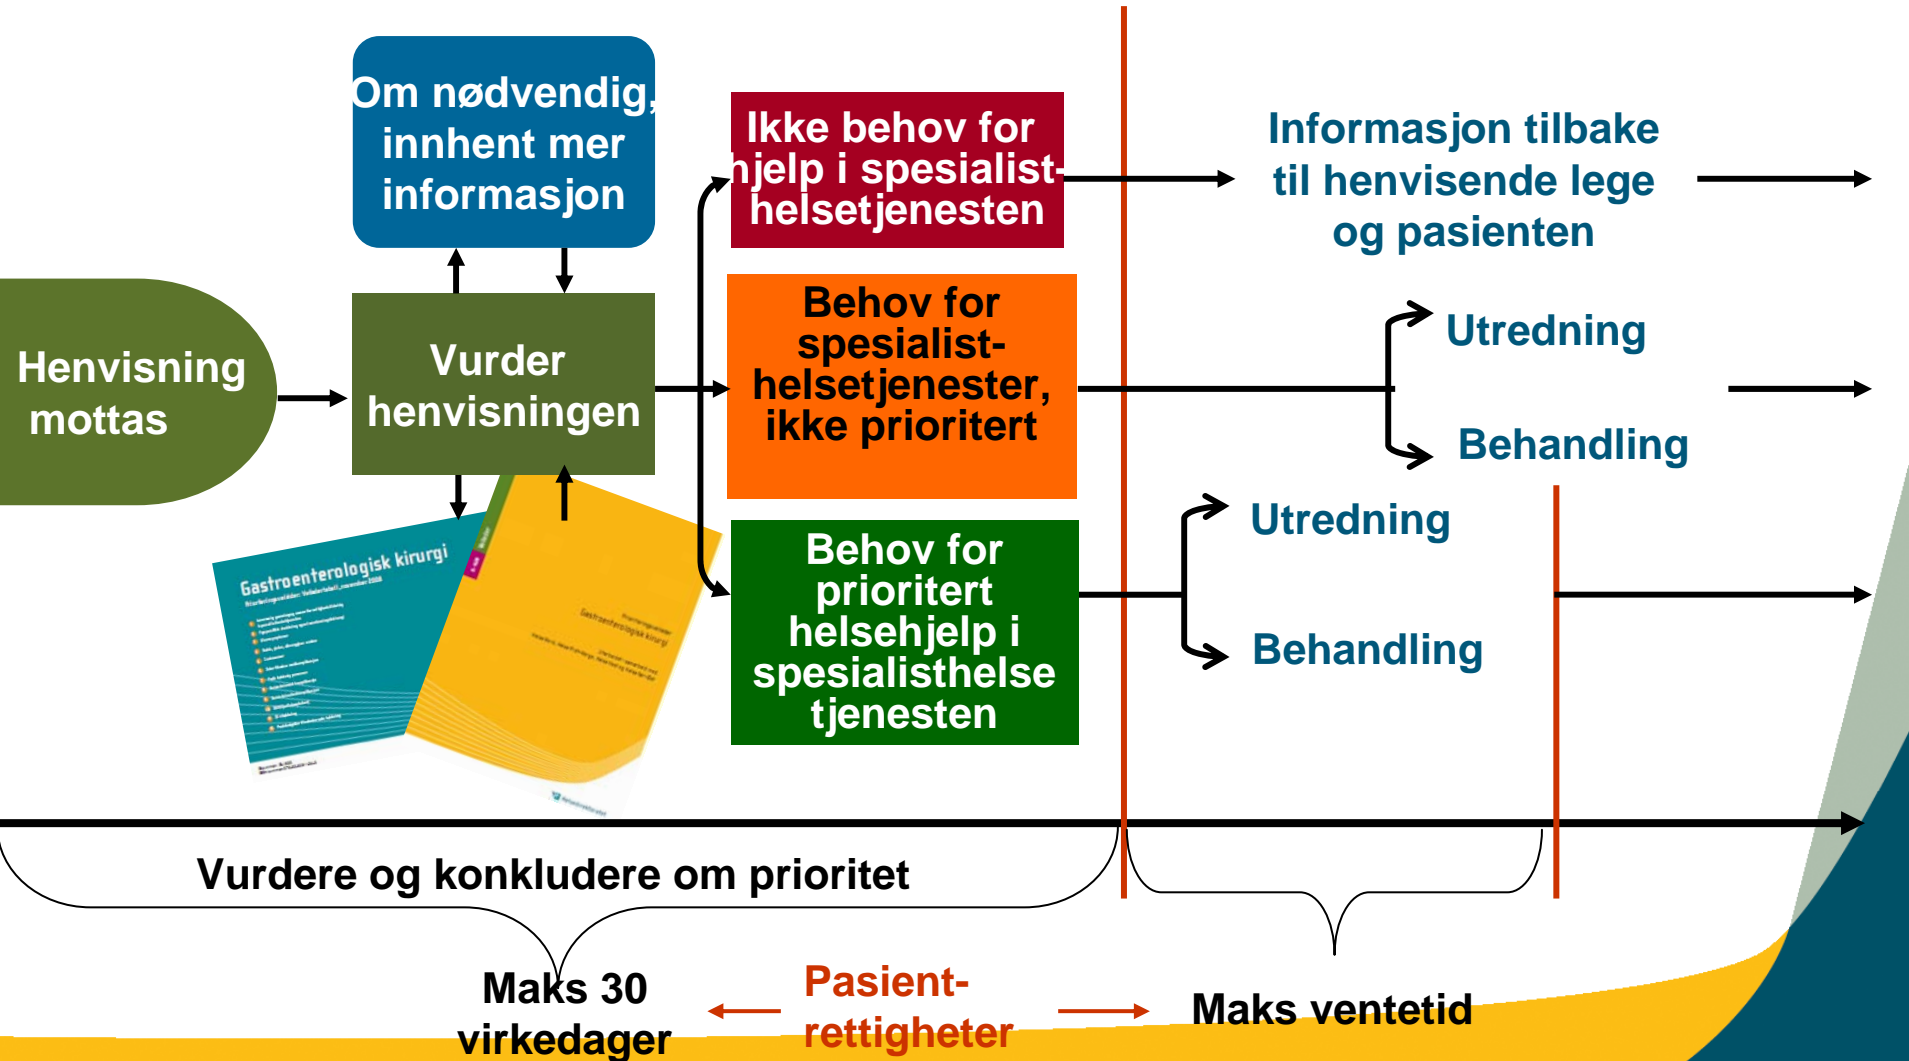 Om nødvendig,
innhent mer
informasjon
Ikke behov for
hjelp i spesialist-
helsetjenesten
Informasjon tilbake
til henvisende lege
og pasienten
Henvisning
mottas
Vurder
henvisningen
Behov for
spesialist-
helsetjenester,
ikke prioritert
Utredning
Behandling
Behov for
prioritert
helsehjelp i
spesialisthelse
tjenesten
Utredning
Behandling
Gastroenterologisk kirurgi
Gastroenterologisk kirurgi
Vurdere og konkludere om prioritet
Maks 30
virkedager
Pasient-
rettigheter
Maks ventetid